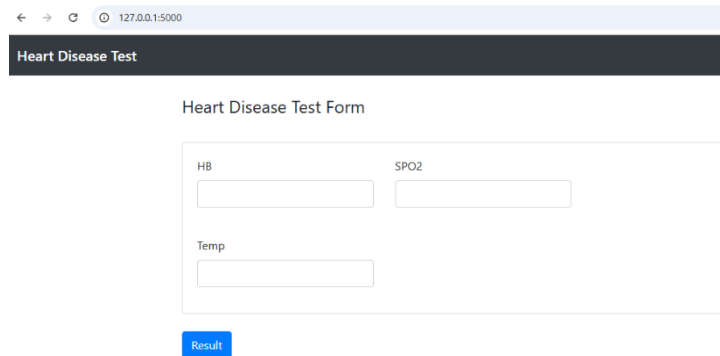 127.0.0.1:5000
Heart Disease Test
Heart Disease Test Form
HB SPO2
Temp
Result